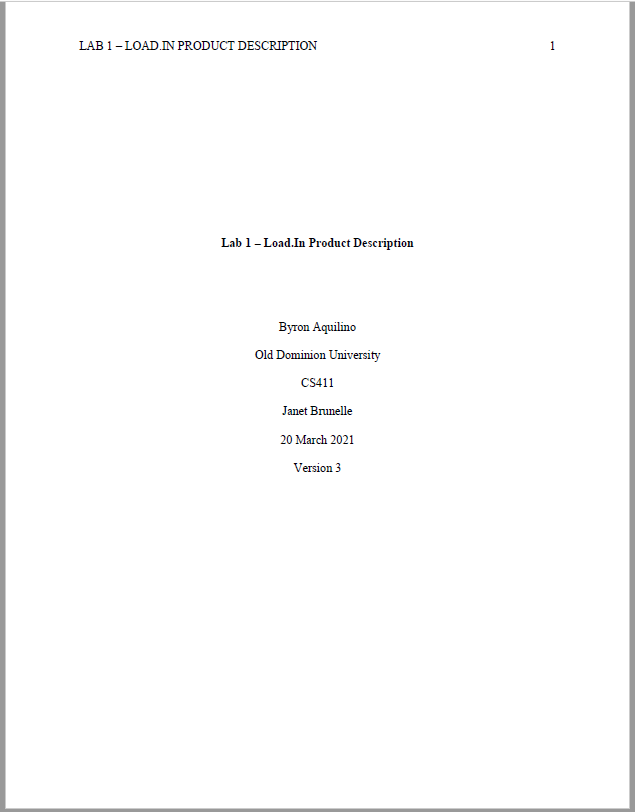 LAB 1 – LOAD.IN PRODUCT DESCRIPTION 1
Lab 1 – Load.In Product Description
Byron Aquilino
Old Dominion University
CS411
Janet Brunelle
20 March 2021
Version 3